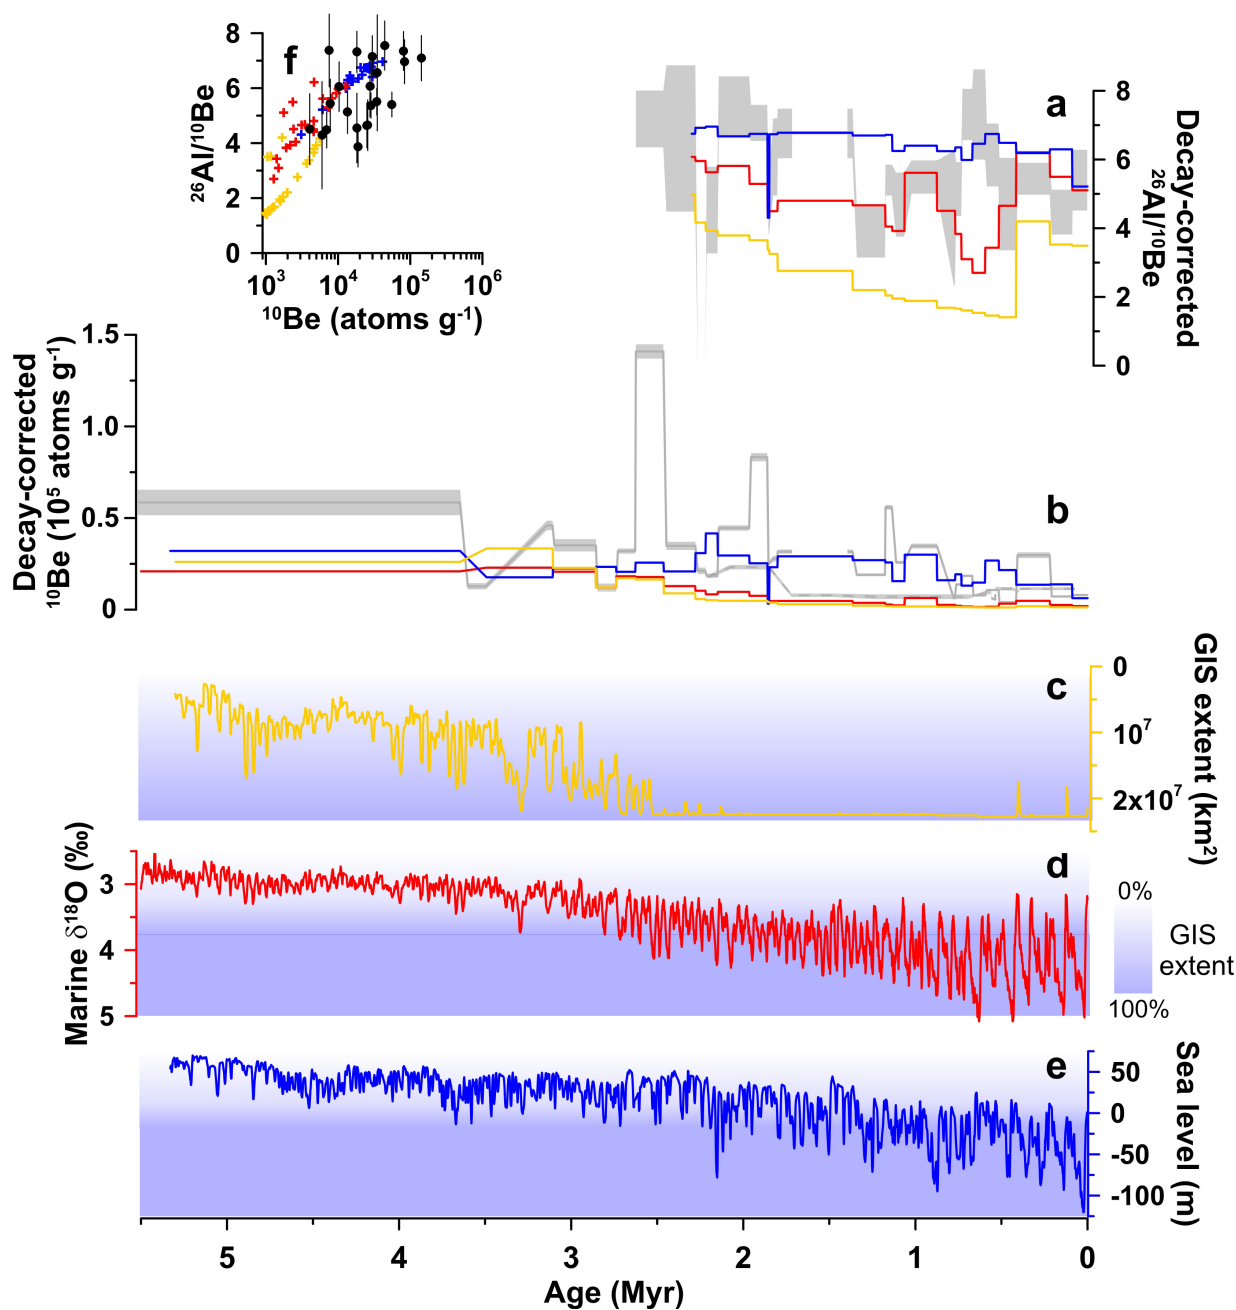 8
6
4
2
0
²⁶Al/¹⁰Be
f
10³
10⁴
10⁵
10⁶
¹⁰Be (atoms g⁻¹)
a
8
6
4
2
0
Decay-corrected
²⁶Al/¹⁰Be
1.5
1.0
0.5
0
Decay-corrected
¹⁰Be (10⁵ atoms g⁻¹)
b
c
0
10⁷
2x10⁷
GIS extent (km²)
d
3
4
5
Marine δ¹⁸O (‰)
0%
GIS
extent
100%
e
50
0
-50
-100
Sea level (m)
5
4
3
2
1
0
Age (Myr)